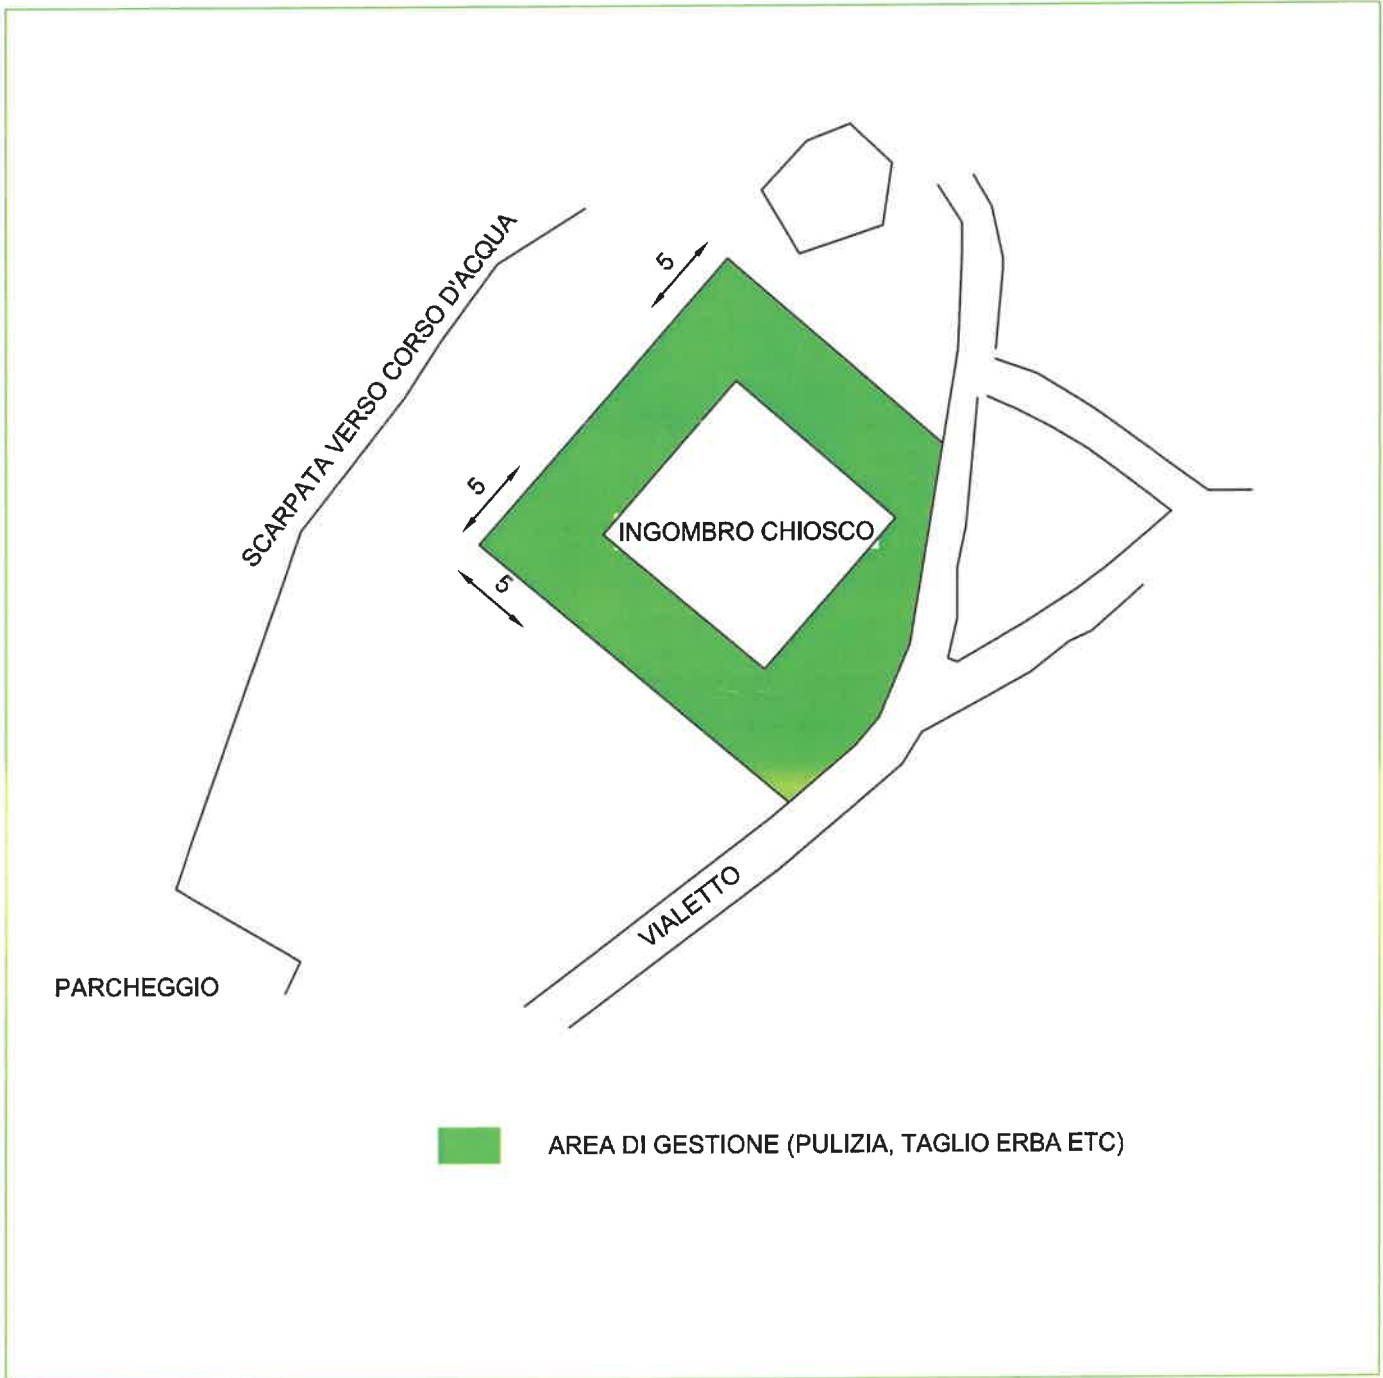 SCARPATA VERSO CORSO D'ACQUA
5
5
5
INGOMBRO CHIOSCO
VIALETTO
PARCHEGGIO
AREA DI GESTIONE (PULIZIA, TAGLIO ERBA ETC)